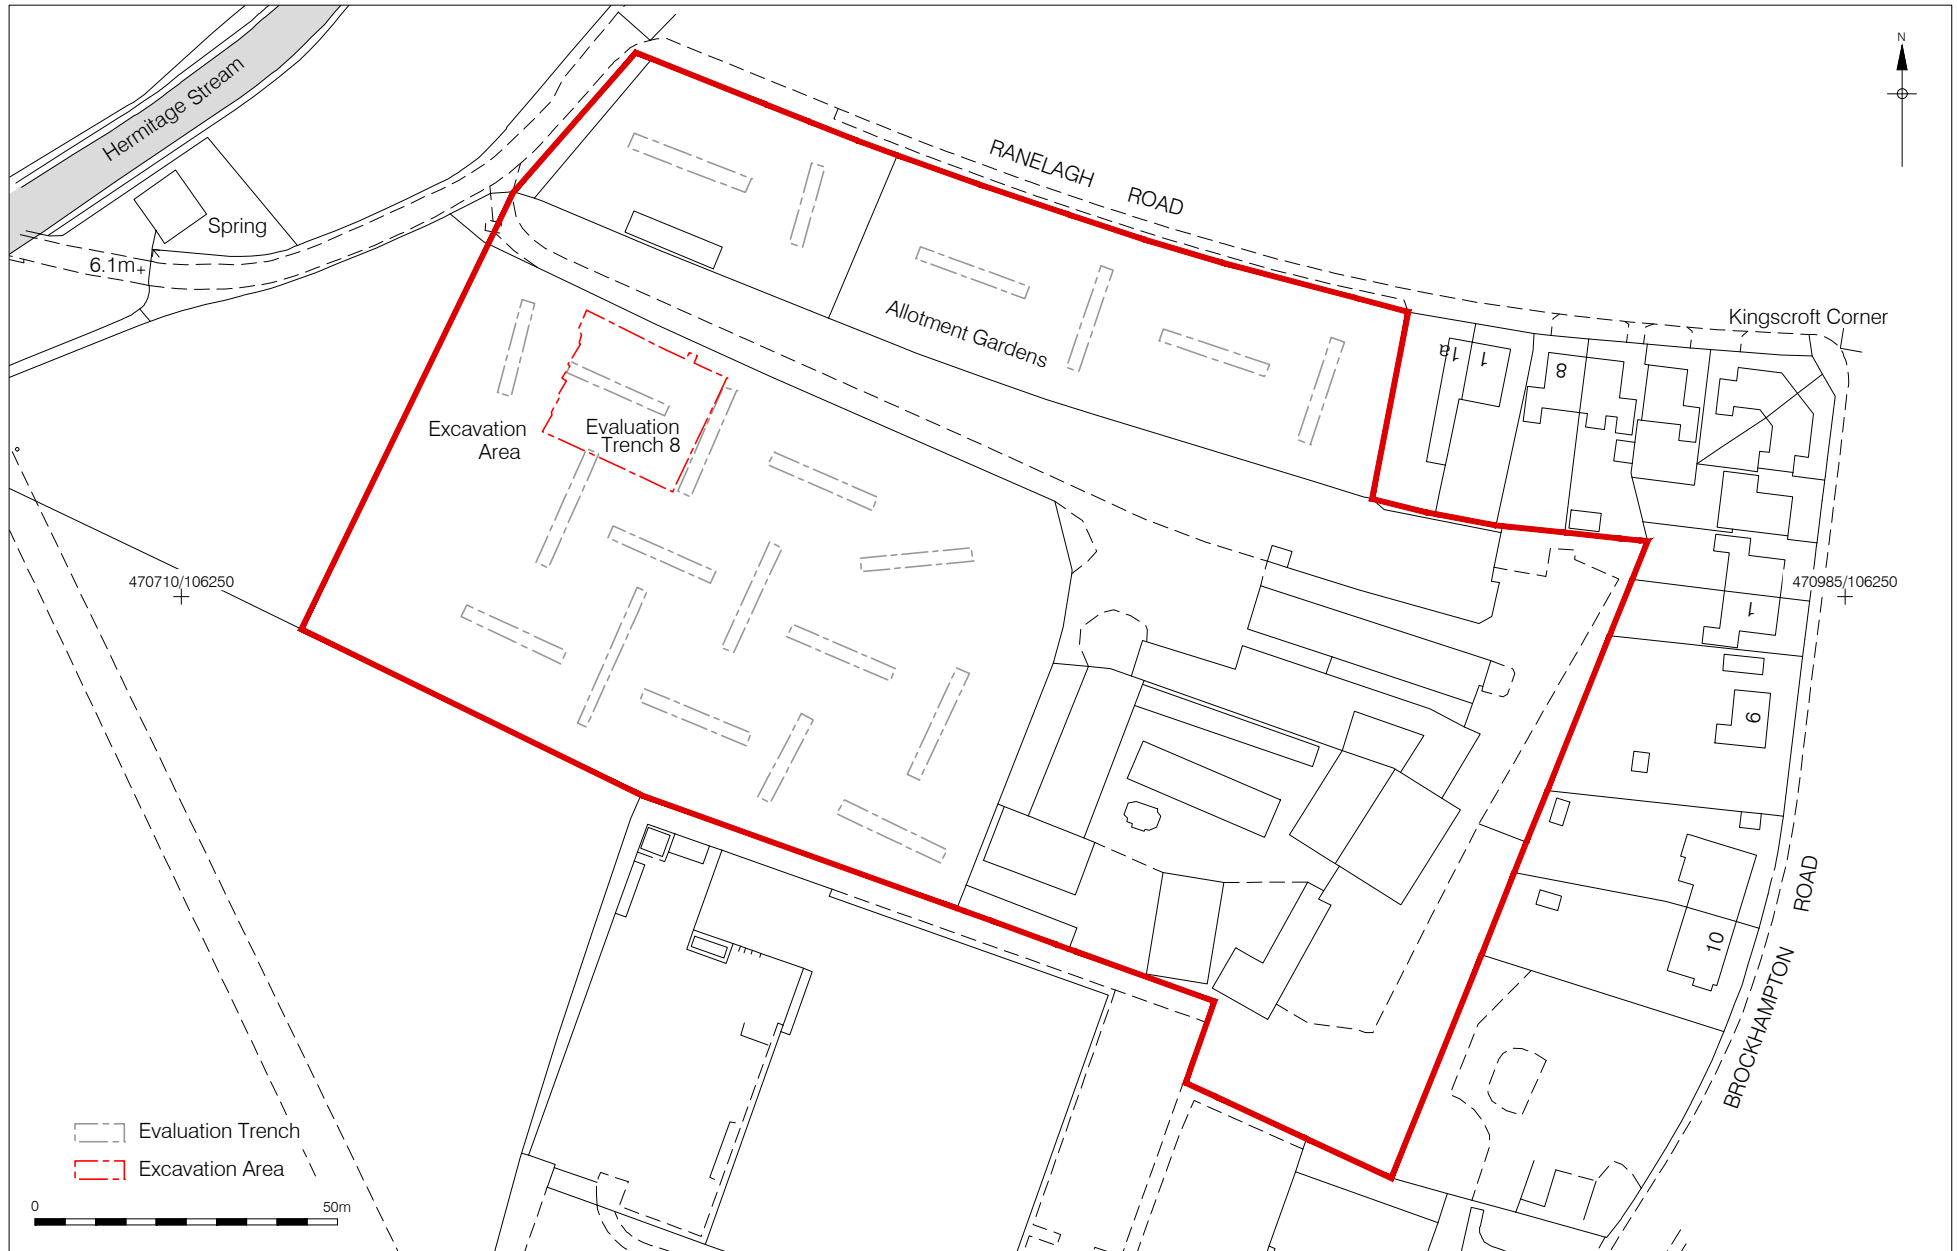 N
Hermitage Stream
Spring
6.1m
RANELAGH ROAD
Kingscroft Corner
Allotment Gardens
1a
1
8
Excavation
Area
Evaluation
Trench 8
470710/106250
470985/106250
1
9
10
BROCKHAMPTON ROAD
Evaluation Trench
Excavation Area
0 50m